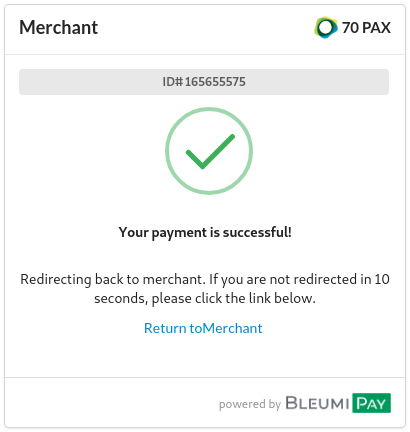 Merchant
70 PAX
ID#165655575
Your payment is successful!
Redirecting back to merchant. If you are not redirected in 10
seconds, please click the link below.
Return toMerchant
powered by BLEUMI PAY